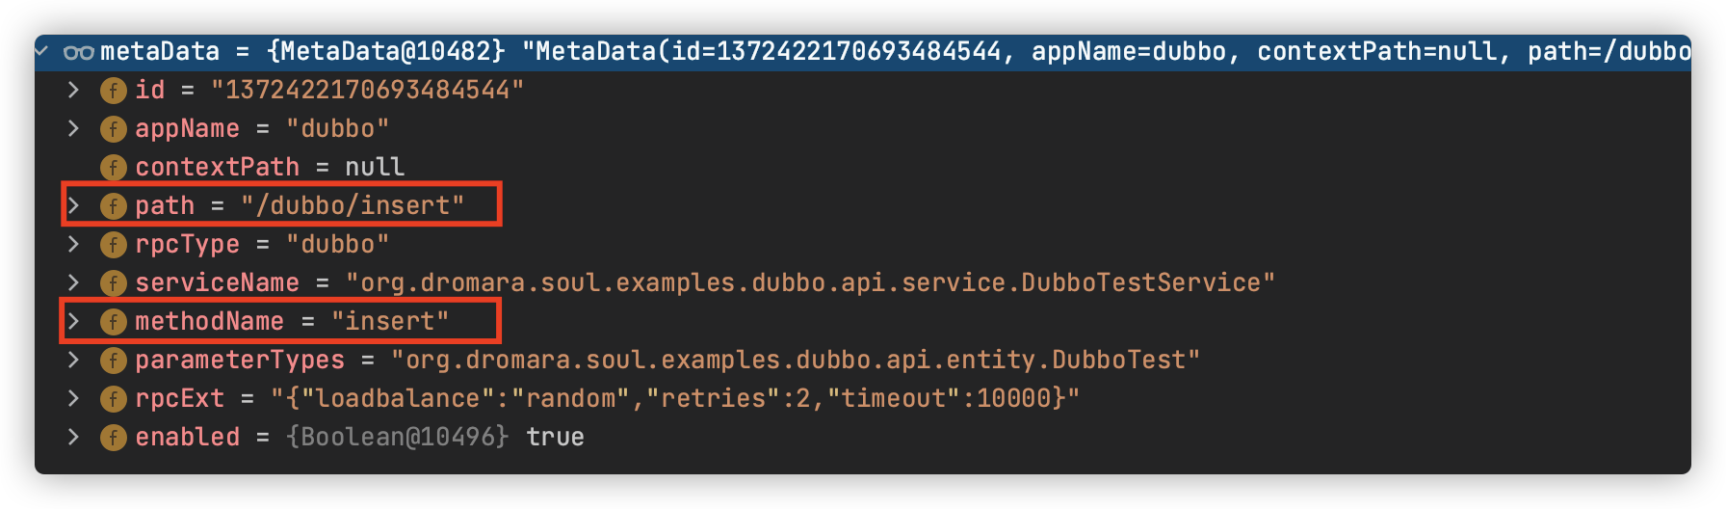 metaData = {MetaData@10482} "MetaData(id=1372422170693484544, appName=dubbo, contextPath=null, path=/dubbo
f id = "1372422170693484544"
f appName = "dubbo"
f contextPath = null
f path = "/dubbo/insert"
f rpcType = "dubbo"
f serviceName = "org.dromara.soul.examples.dubbo.api.service.DubboTestService"
f methodName = "insert"
f parameterTypes = "org.dromara.soul.examples.dubbo.api.entity.DubboTest"
f rpcExt = "{"loadbalance":"random","retries":2,"timeout":10000}"
f enabled = {Boolean@10496} true